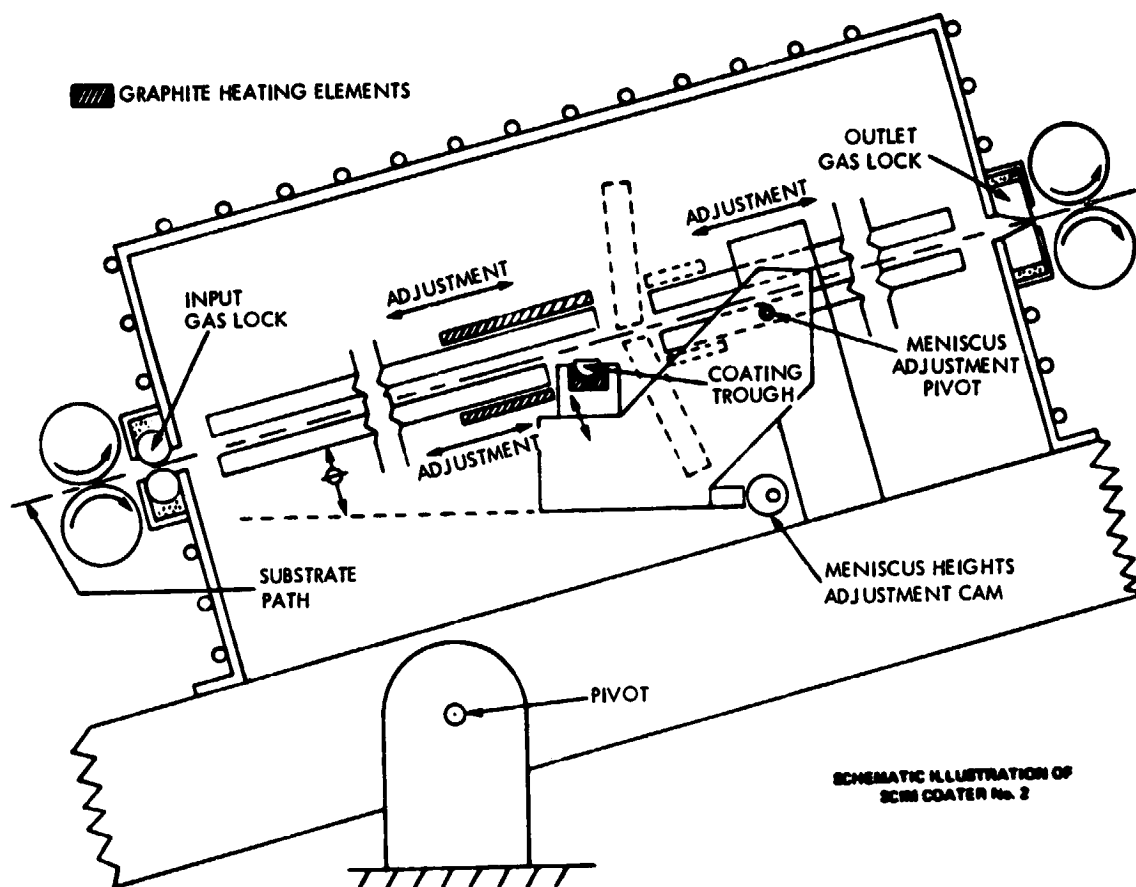 GRAPHITE HEATING ELEMENTS
OUTLET
GAS LOCK
ADJUSTMENT
ADJUSTMENT
INPUT
GAS LOCK
MENISCUS
ADJUSTMENT
PIVOT
COATING
TROUGH
ADJUSTMENT
ϕ
SUBSTRATE
PATH
MENISCUS HEIGHTS
ADJUSTMENT CAM
PIVOT
SCHEMATIC ILLUSTRATION OF
SCIM COATER No. 2